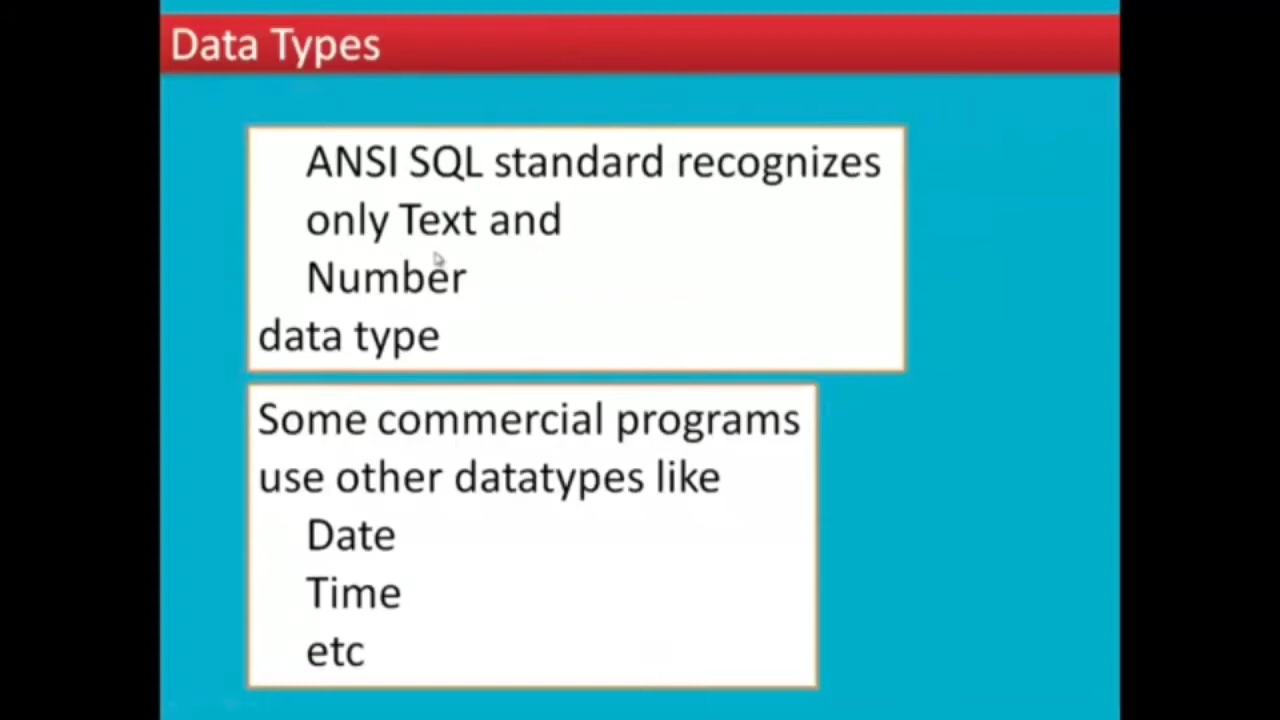 Data Types
ANSI SQL standard recognizes
only Text and
Number
data type
Some commercial programs
use other datatypes like
Date
Time
etc